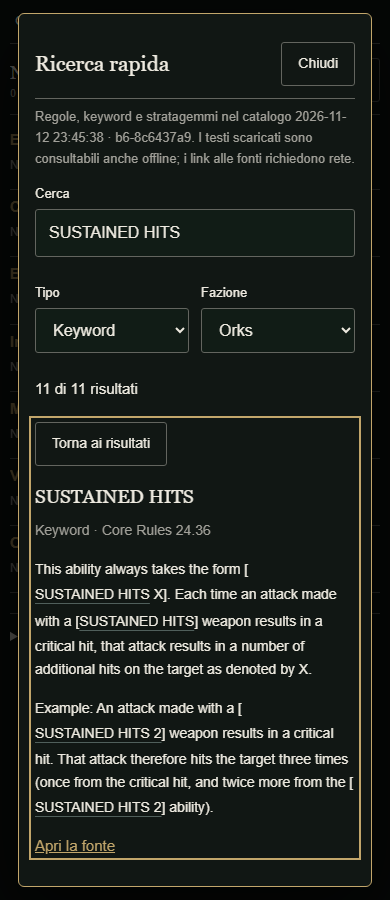 Ricerca rapida
Chiudi
Regole, keyword e stratagemmi nel catalogo 2026-11-
12 23:45:38 · b6-8c6437a9. I testi scaricati sono
consultabili anche offline; i link alle fonti richiedono rete.
Cerca
SUSTAINED HITS
Tipo
Fazione
Keyword
Orks
11 di 11 risultati
Torna ai risultati
SUSTAINED HITS
Keyword · Core Rules 24.36
This ability always takes the form [
SUSTAINED HITS X]. Each time an attack made
with a [SUSTAINED HITS] weapon results in a
critical hit, that attack results in a number of
additional hits on the target as denoted by X.
Example: An attack made with a [
SUSTAINED HITS 2] weapon results in a critical
hit. That attack therefore hits the target three times
(once from the critical hit, and twice more from the [
SUSTAINED HITS 2] ability).
Apri la fonte